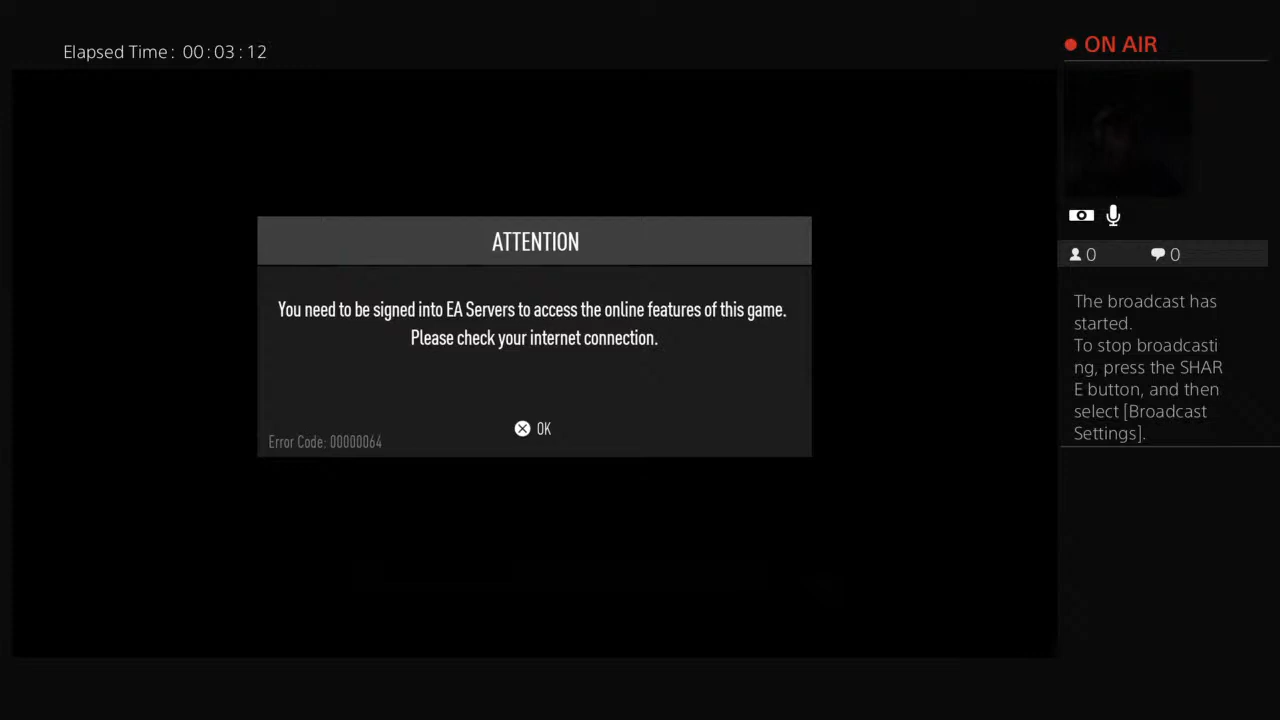 Elapsed Time: 00:03:12
ON AIR
ATTENTION
You need to be signed into EA Servers to access the online features of this game.
Please check your internet connection.
OK
Error Code: 00000064
0 0
The broadcast has
started.
To stop broadcasti
ng, press the SHAR
E button, and then
select [Broadcast
Settings].